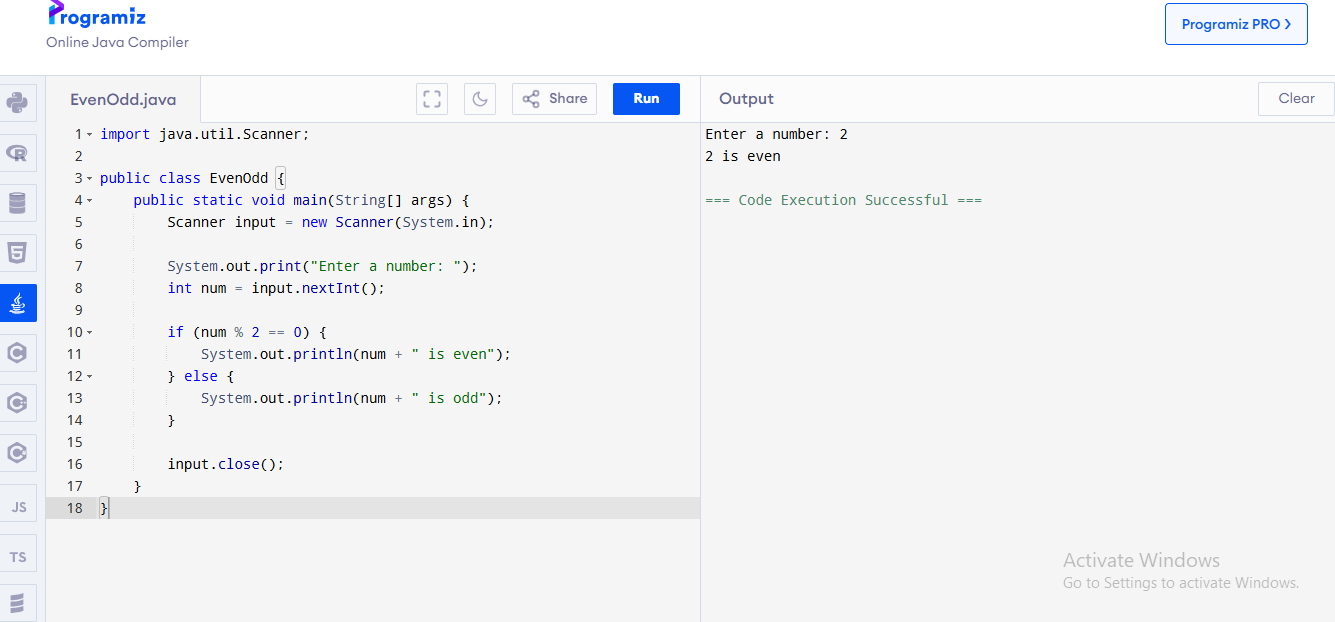 Programiz
Online Java Compiler
Programiz PRO >
EvenOdd.java
Share
Run
Output
Clear
1 import java.util.Scanner;
2
3 public class EvenOdd {
4     public static void main(String[] args) {
5         Scanner input = new Scanner(System.in);
6
7         System.out.print("Enter a number: ");
8         int num = input.nextInt();
9
10         if (num % 2 == 0) {
11             System.out.println(num + " is even");
12         } else {
13             System.out.println(num + " is odd");
14         }
15
16         input.close();
17     }
18 }
Enter a number: 2
2 is even
=== Code Execution Successful ===
R
5
C
C
C
JS
TS
Activate Windows
Go to Settings to activate Windows.